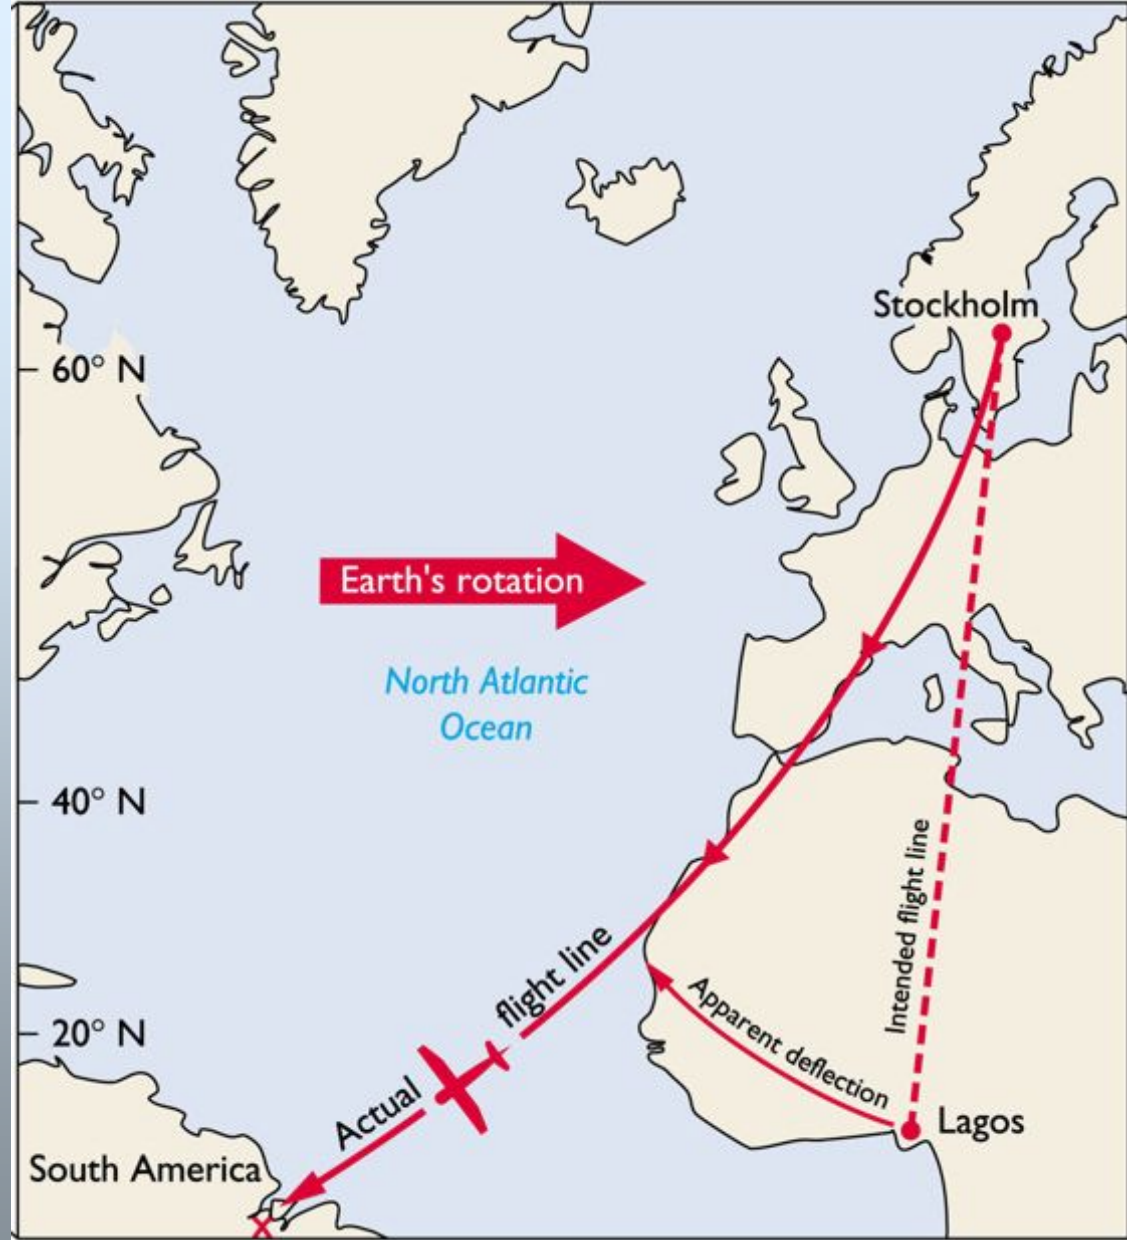 Stockholm
60° N
Earth's rotation
North Atlantic
Ocean
40° N
Intended flight line
Actual flight line
Apparent deflection
20° N
Lagos
South America